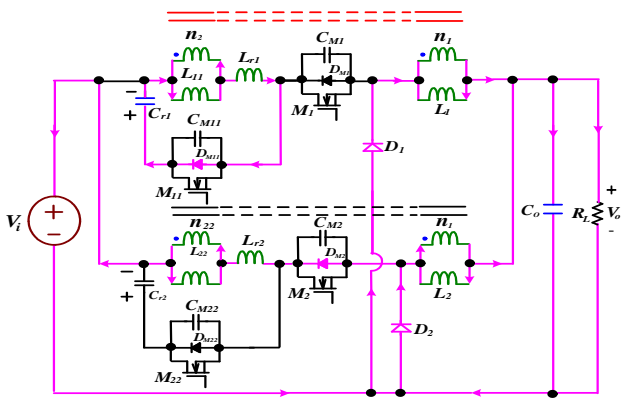 n2
Lr1
CM1
n1
L11
DM1
Cr1
M1
L1
CM11
DM11
D1
M11
Vi
n22
CM2
n1
Co
RL
Vo
L22
Lr2
DM2
Cr2
M2
L2
CM22
DM22
D2
M22